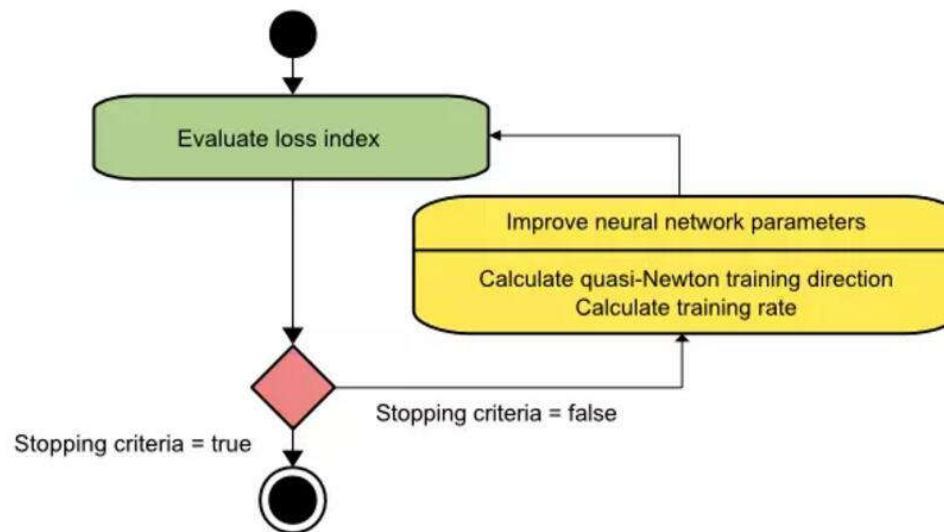 Evaluate loss index
Improve neural network parameters
Calculate quasi-Newton training direction
Calculate training rate
Stopping criteria = false
Stopping criteria = true